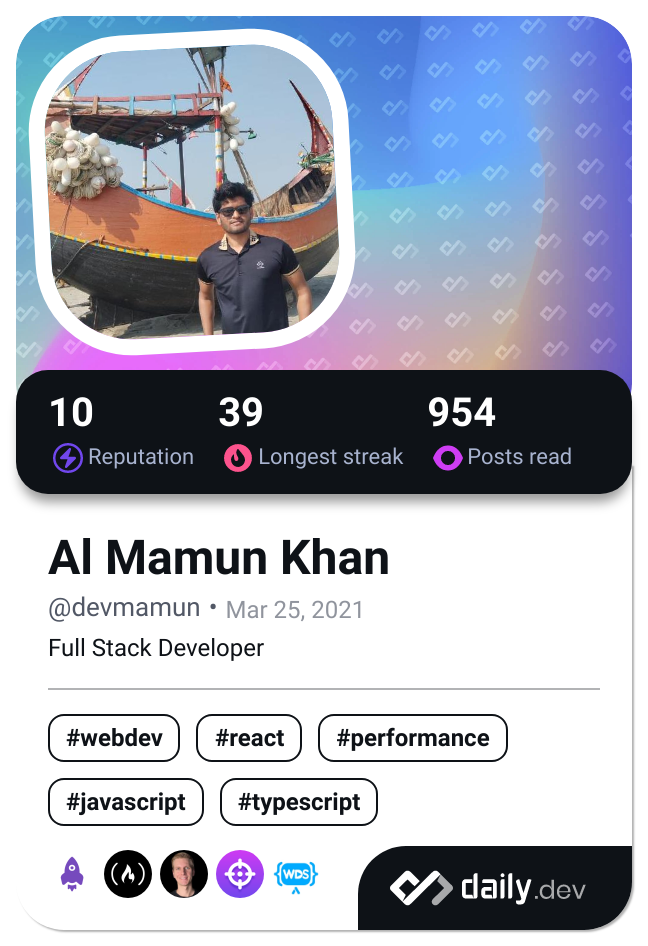 10 39 954
Reputation Longest streak Posts read
Al Mamun Khan
@devmamun • Mar 25, 2021
Full Stack Developer
#webdev #react #performance
#javascript #typescript
WDS
daily.dev